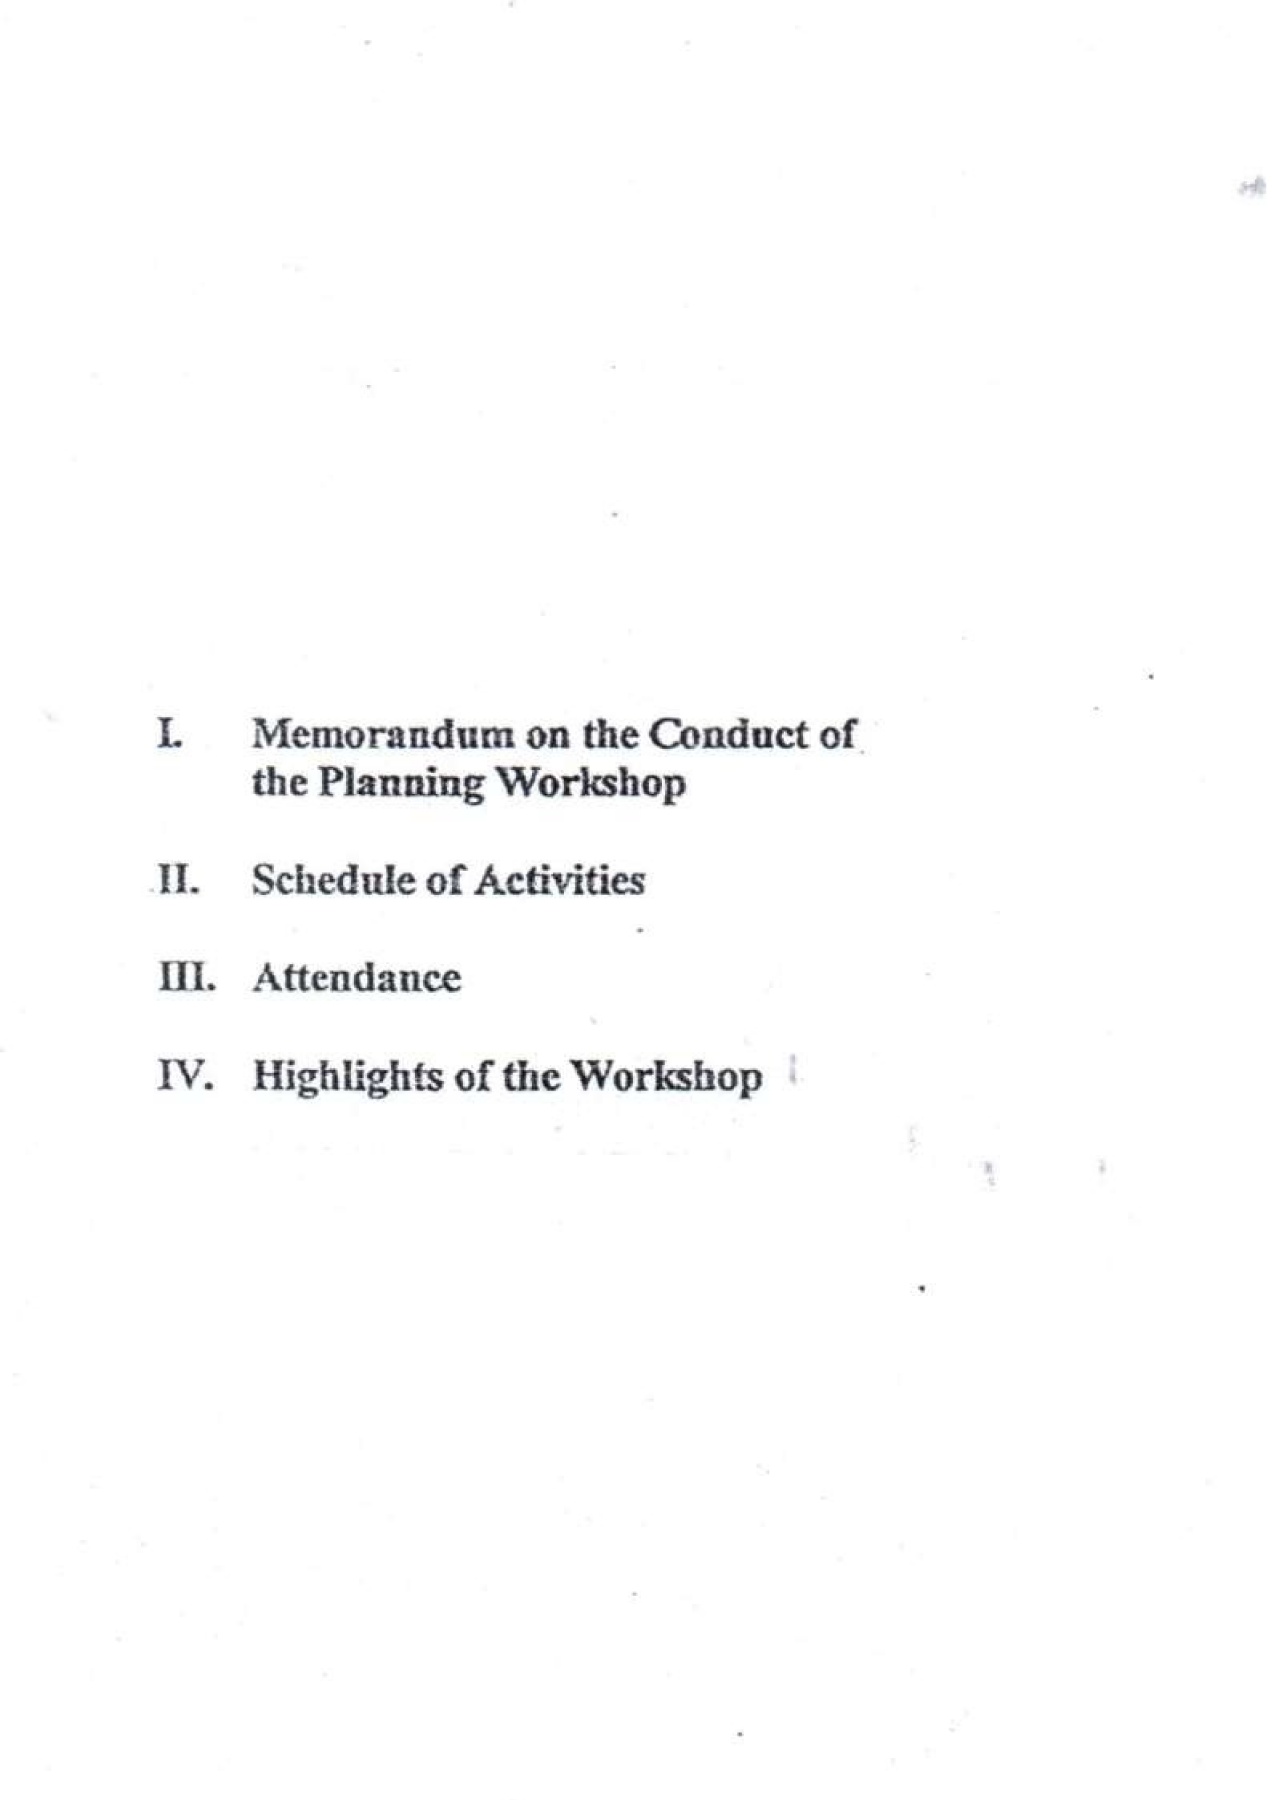 I. Memorandum on the Conduct of
the Planning Workshop
II. Schedule of Activities
III. Attendance
IV. Highlights of the Workshop